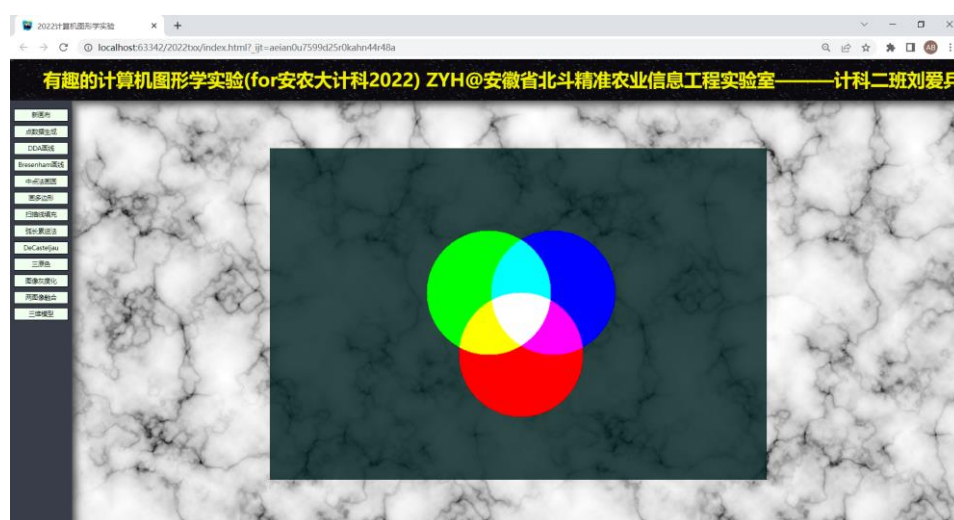 2022计算机图形学实验
localhost:63342/2022txx/index.html?_ijt=aeian0u7599d25r0kahn44r48a
AB
有趣的计算机图形学实验(for安农大计科2022) ZYH@安徽省北斗精准农业信息工程实验室———计科二班刘爱兵
新画布
点数据生成
DDA画线
Bresenham画线
中点法画圆
画多边形
扫描线填充
弧长累进法
DeCasteljau
三原色
图像灰度化
两图像融合
三维模型